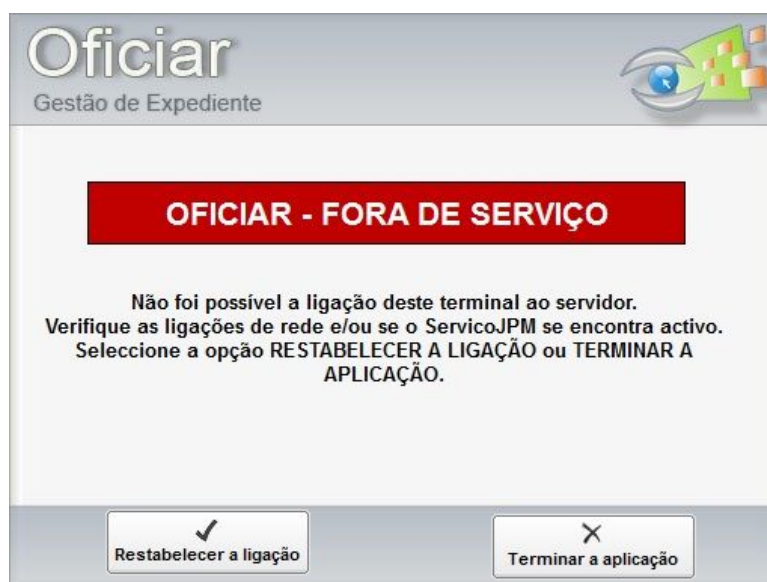 Oficiar
Gestão de Expediente
OFICIAR - FORA DE SERVIÇO
Não foi possível a ligação deste terminal ao servidor.
Verifique as ligações de rede e/ou se o ServicoJPM se encontra activo.
Seleccione a opção RESTABELECER A LIGAÇÃO ou TERMINAR A
APLICAÇÃO.
Restabelecer a ligação
Terminar a aplicação